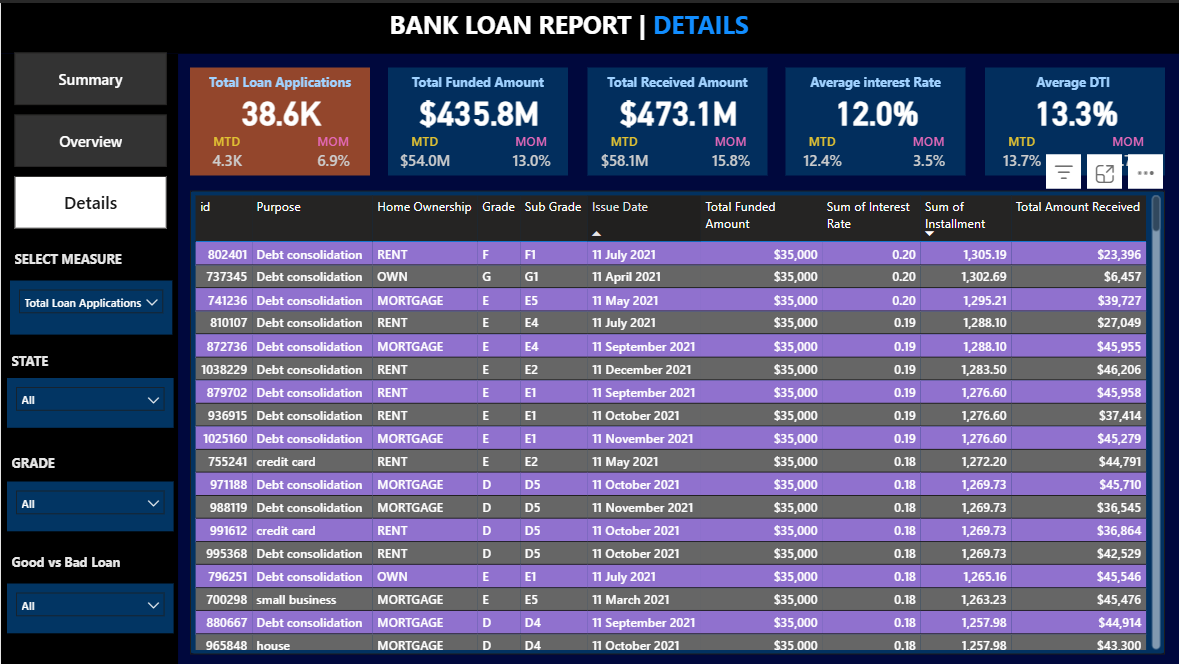 BANK LOAN REPORT | DETAILS
Summary
Overview
Details
SELECT MEASURE
Total Loan Applications
STATE
All
GRADE
All
Good vs Bad Loan
All
Total Loan Applications
38.6K
MTD MOM
4.3K 6.9%
Total Funded Amount
$435.8M
MTD MOM
$54.0M 13.0%
Total Received Amount
$473.1M
MTD MOM
$58.1M 15.8%
Average interest Rate
12.0%
MTD MOM
12.4% 3.5%
Average DTI
13.3%
MTD MOM
13.7%
id Purpose Home Ownership Grade Sub Grade Issue Date Total Funded Amount Sum of Interest Rate Sum of Installment Total Amount Received
802401 Debt consolidation RENT F F1 11 July 2021 $35,000 0.20 1,305.19 $23,396
737345 Debt consolidation OWN G G1 11 April 2021 $35,000 0.20 1,302.69 $6,457
741236 Debt consolidation MORTGAGE E E5 11 May 2021 $35,000 0.20 1,295.21 $39,727
810107 Debt consolidation RENT E E4 11 July 2021 $35,000 0.19 1,288.10 $27,049
872736 Debt consolidation MORTGAGE E E4 11 September 2021 $35,000 0.19 1,288.10 $45,955
1038229 Debt consolidation RENT E E2 11 December 2021 $35,000 0.19 1,283.50 $46,206
879702 Debt consolidation RENT E E1 11 September 2021 $35,000 0.19 1,276.60 $45,958
936915 Debt consolidation RENT E E1 11 October 2021 $35,000 0.19 1,276.60 $37,414
1025160 Debt consolidation MORTGAGE E E1 11 November 2021 $35,000 0.19 1,276.60 $45,279
755241 credit card RENT E E2 11 May 2021 $35,000 0.18 1,272.20 $44,791
971188 Debt consolidation MORTGAGE D D5 11 October 2021 $35,000 0.18 1,269.73 $45,710
988119 Debt consolidation MORTGAGE D D5 11 November 2021 $35,000 0.18 1,269.73 $36,545
991612 credit card RENT D D5 11 October 2021 $35,000 0.18 1,269.73 $36,864
995368 Debt consolidation RENT D D5 11 October 2021 $35,000 0.18 1,269.73 $42,529
796251 Debt consolidation OWN E E1 11 July 2021 $35,000 0.18 1,265.16 $45,546
700298 small business MORTGAGE E E5 11 March 2021 $35,000 0.18 1,263.23 $45,476
880667 Debt consolidation MORTGAGE D D4 11 September 2021 $35,000 0.18 1,257.98 $44,914
965848 house MORTGAGE D D4 11 October 2021 $35,000 0.18 1,257.98 $43,300